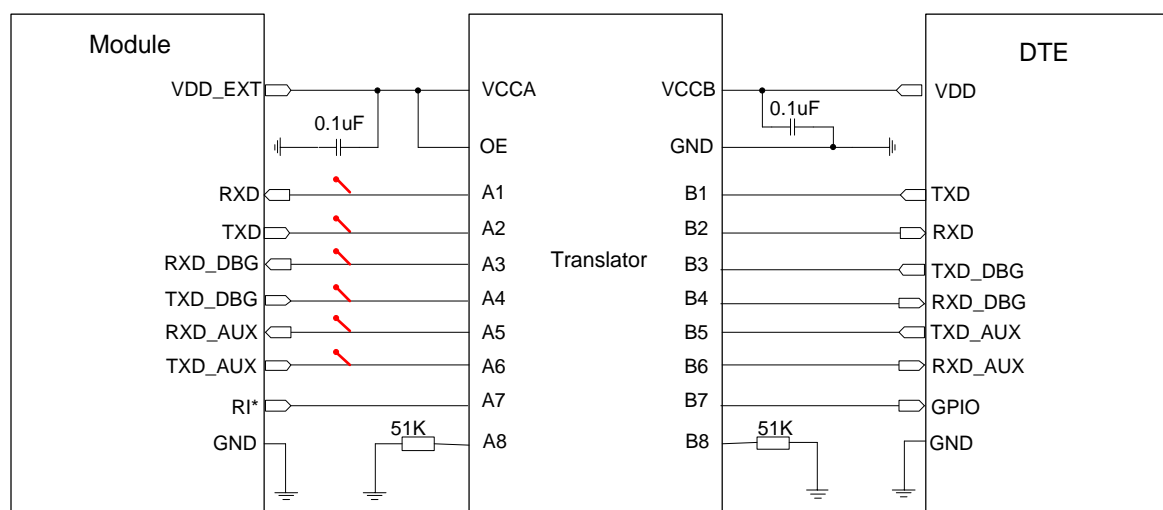 Module
DTE
VDD_EXT
VCCA
VCCB
VDD
0.1uF
0.1uF
OE
GND
RXD
A1
B1
TXD
TXD
A2
B2
RXD
Translator
RXD_DBG
A3
B3
TXD_DBG
TXD_DBG
A4
B4
RXD_DBG
RXD_AUX
A5
B5
TXD_AUX
TXD_AUX
A6
B6
RXD_AUX
RI*
A7
B7
GPIO
GND
51K
A8
B8
51K
GND